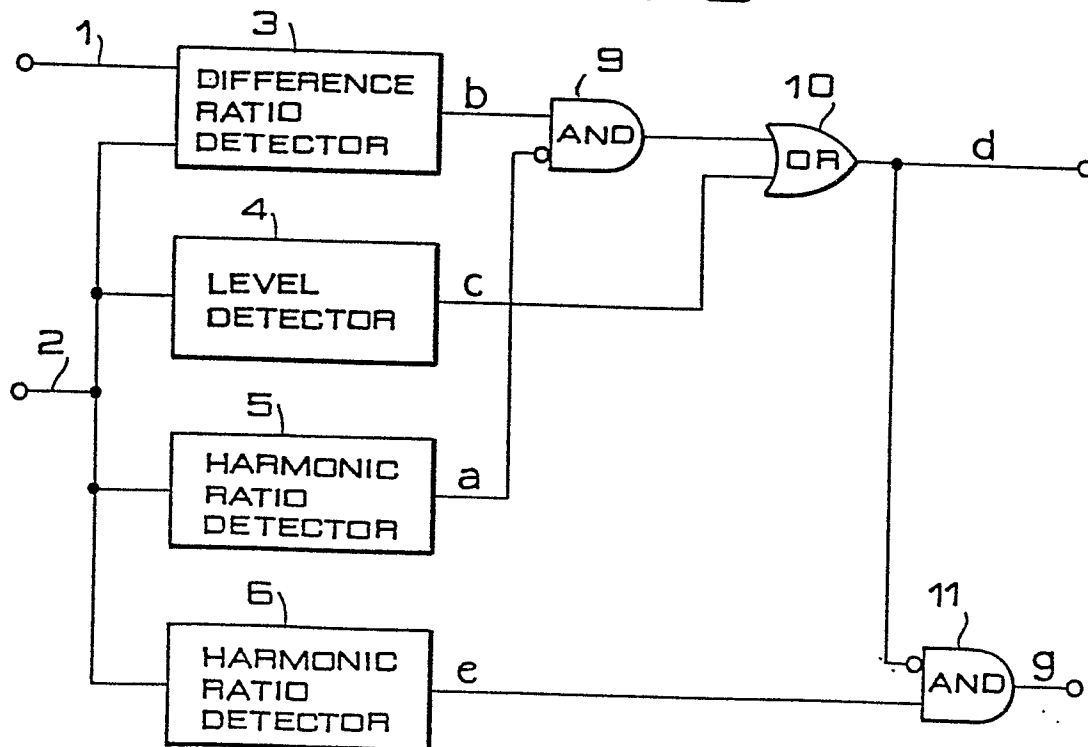 1
3
DIFFERENCE
RATIO
DETECTOR
b
9
AND
10
OR
d
4
LEVEL
DETECTOR
c
2
5
HARMONIC
RATIO
DETECTOR
a
6
HARMONIC
RATIO
DETECTOR
e
11
AND
g